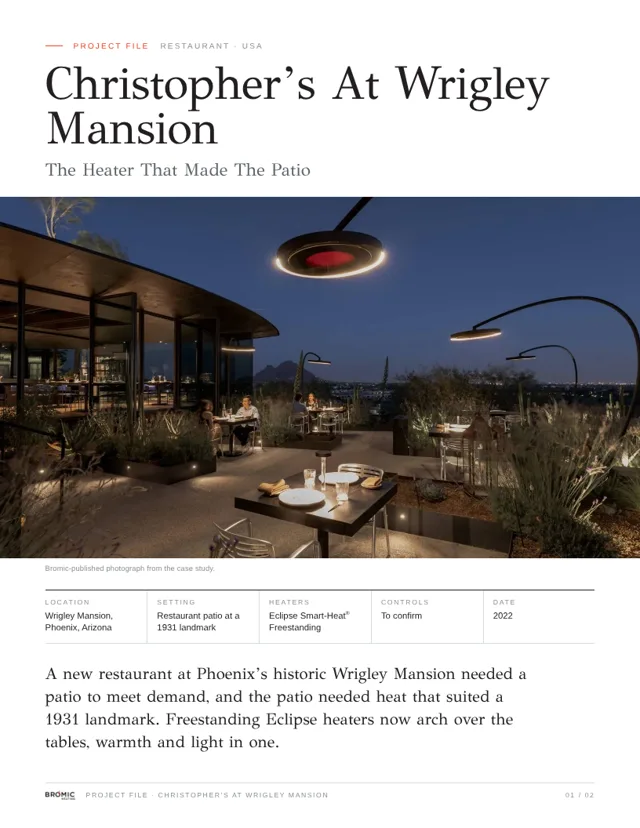 PROJECT FILE RESTAURANT · USA
Christopher’s At Wrigley
Mansion
The Heater That Made The Patio
Bromic-published photograph from the case study.
LOCATION
Wrigley Mansion,
Phoenix, Arizona
SETTING
Restaurant patio at a
1931 landmark
HEATERS
Eclipse Smart-Heat®
Freestanding
CONTROLS
To confirm
DATE
2022
A new restaurant at Phoenix’s historic Wrigley Mansion needed a
patio to meet demand, and the patio needed heat that suited a
1931 landmark. Freestanding Eclipse heaters now arch over the
tables, warmth and light in one.
BROMIC
PROJECT FILE · CHRISTOPHER’S AT WRIGLEY MANSION
01 / 02